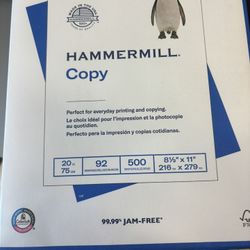 HAMMERMILL®
Copy
Perfect for everyday printing and copying.
Le choix idéal pour l'impression et la photocopie
au quotidien.
Perfecto para la impresión y copias cotidianas.
20 lb 92 500 8½" x 11"
75 216 mm x 279 mm
99.99% JAM-FREE®
FSC